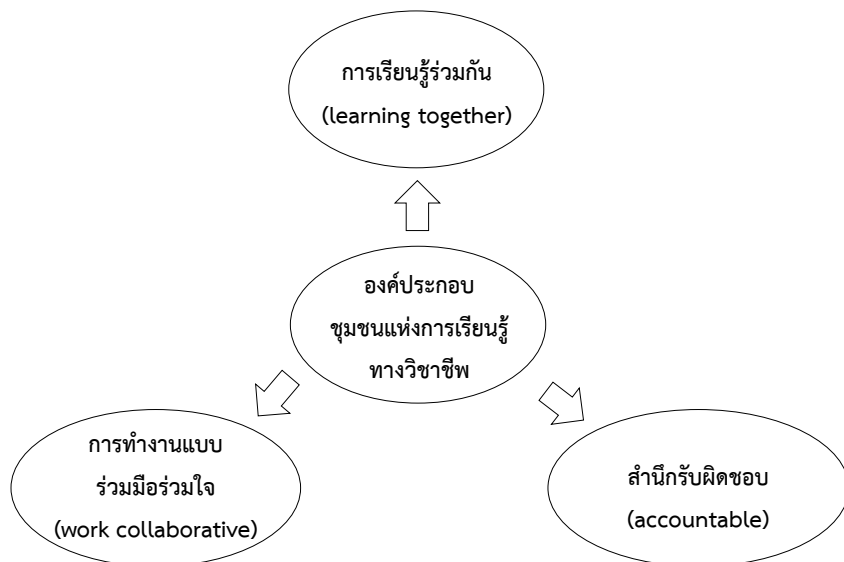 การเรียนรู้ร่วมกัน
(learning together)
องค์ประกอบ
ชุมชนแห่งการเรียนรู้
ทางวิชาชีพ
การทำงานแบบ
ร่วมมือร่วมใจ
(work collaborative)
สำนึกรับผิดชอบ
(accountable)